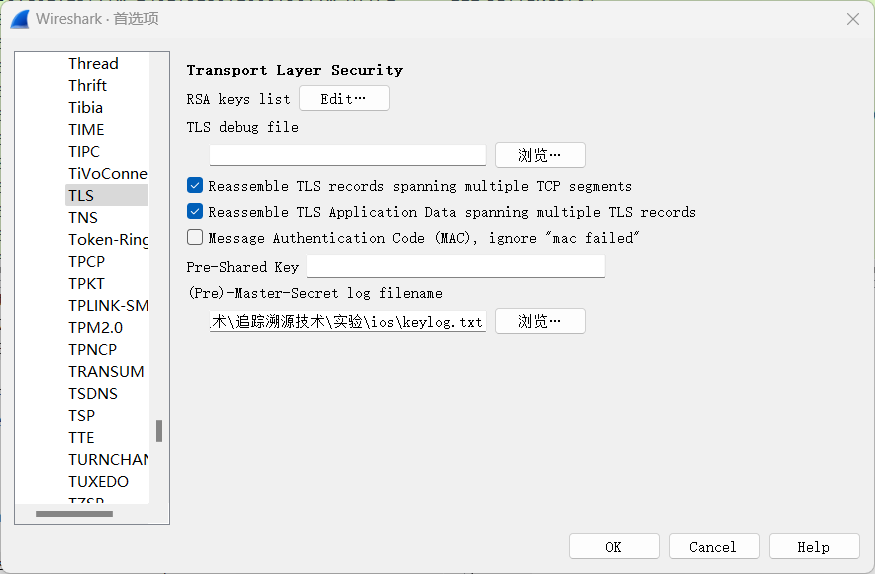 Wireshark · 首选项
Thread
Thrift
Tibia
TIME
TIPC
TiVoConne
TLS
TNS
Token-Ring
TPCP
TPKT
TPLINK-SM
TPM2.0
TPNCP
TRANSUM
TSDNS
TSP
TTE
TURNCHAN
TUXEDO
TZSP
Transport Layer Security
RSA keys list Edit…
TLS debug file
浏览…
Reassemble TLS records spanning multiple TCP segments
Reassemble TLS Application Data spanning multiple TLS records
Message Authentication Code (MAC), ignore "mac failed"
Pre-Shared Key
(Pre)-Master-Secret log filename
术\追踪溯源技术\实验\ios\keylog.txt 浏览…
OK Cancel Help